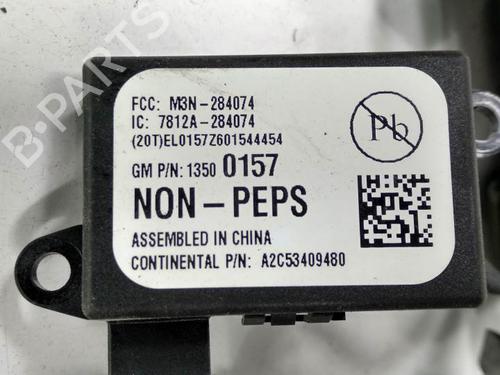 FCC: M3N-284074
IC: 7812A-284074
(20T)EL0157Z601544454
GM P/N: 1350 0157
NON-PEPS
ASSEMBLED IN CHINA
CONTINENTAL P/N: A2C53409480
Pb
B-PARTS